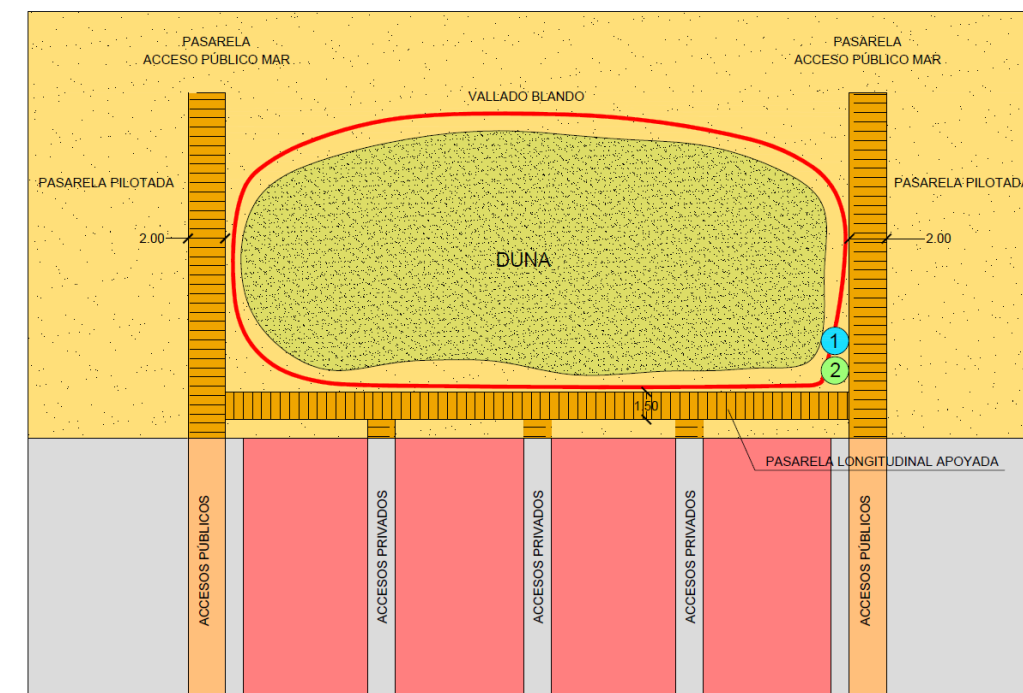 PASARELA
ACCESO PÚBLICO MAR
PASARELA
ACCESO PÚBLICO MAR
VALLADO BLANDO
PASARELA PILOTADA
PASARELA PILOTADA
2.00
2.00
DUNA
1
2
1.50
PASARELA LONGITUDINAL APOYADA
ACCESOS PÚBLICOS
ACCESOS PRIVADOS
ACCESOS PRIVADOS
ACCESOS PRIVADOS
ACCESOS PÚBLICOS